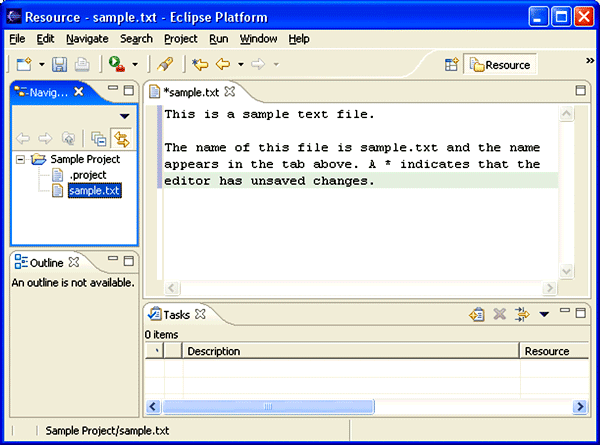 Resource - sample.txt - Eclipse Platform
File Edit Navigate Search Project Run Window Help
Resource
Navig...
*sample.txt
This is a sample text file.
The name of this file is sample.txt and the name
appears in the tab above. A * indicates that the
editor has unsaved changes.
Sample Project
.project
sample.txt
Outline
An outline is not available.
Tasks
0 items
Description Resource
Sample Project/sample.txt